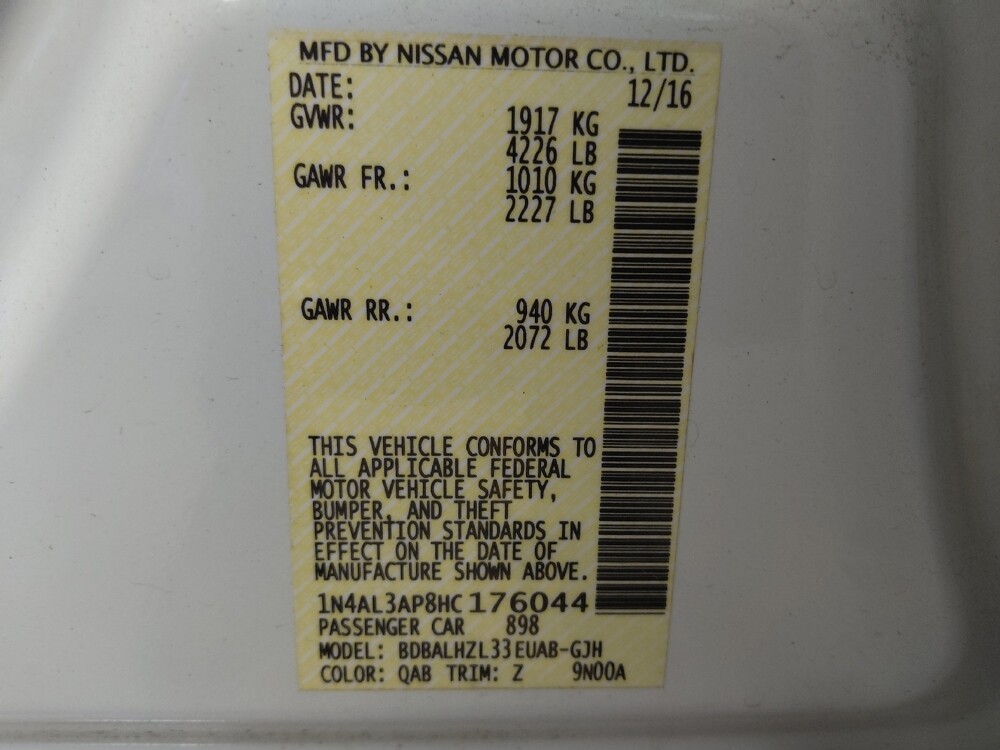 MFD BY NISSAN MOTOR CO., LTD.
DATE: 12/16
GVWR: 1917 KG
4226 LB
GAWR FR.: 1010 KG
2227 LB
GAWR RR.: 940 KG
2072 LB
THIS VEHICLE CONFORMS TO
ALL APPLICABLE FEDERAL
MOTOR VEHICLE SAFETY,
BUMPER, AND THEFT
PREVENTION STANDARDS IN
EFFECT ON THE DATE OF
MANUFACTURE SHOWN ABOVE.
1N4AL3AP8HC176044
PASSENGER CAR 898
MODEL: BDBALHZL33EUAB-GJH
COLOR: QAB TRIM: Z 9N00A